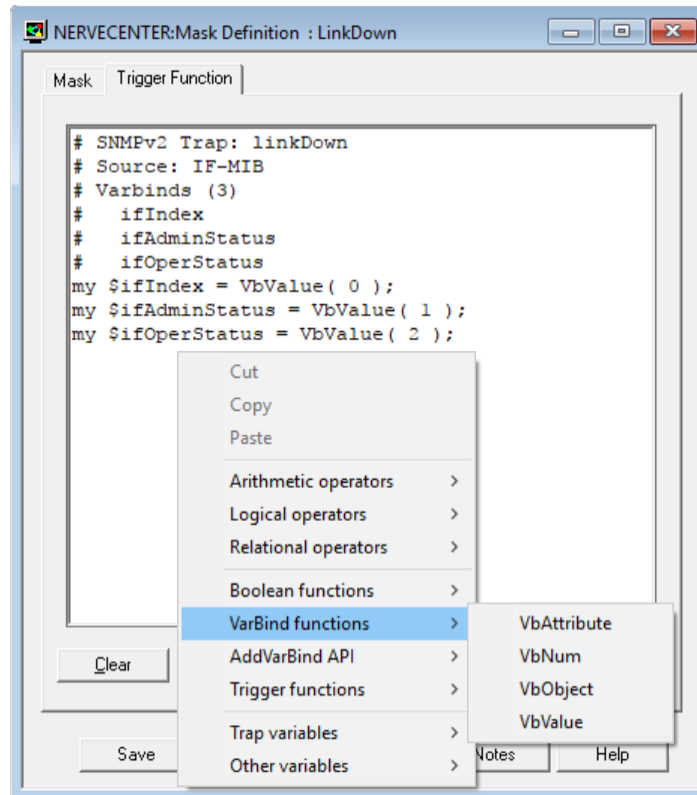 NERVECENTER:Mask Definition : LinkDown
Mask Trigger Function
# SNMPv2 Trap: linkDown
# Source: IF-MIB
# Varbinds (3)
#   ifIndex
#   ifAdminStatus
#   ifOperStatus
my $ifIndex = VbValue( 0 );
my $ifAdminStatus = VbValue( 1 );
my $ifOperStatus = VbValue( 2 );
Cut
Copy
Paste
Arithmetic operators
Logical operators
Relational operators
Boolean functions
VarBind functions
AddVarBind API
Trigger functions
Trap variables
Other variables
VbAttribute
VbNum
VbObject
VbValue
Clear
Save Notes Help